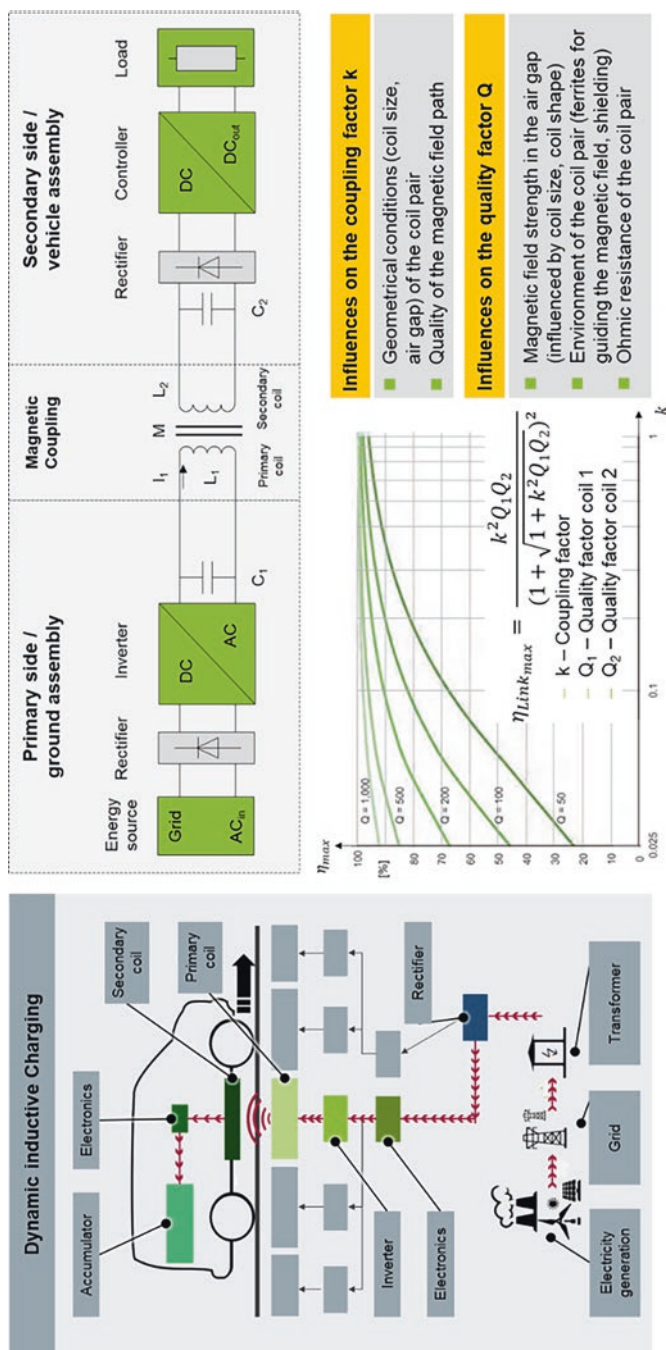 Dynamic inductive Charging
Accumulator
Electronics
Secondary
coil
Primary
coil
Inverter
Electronics
Rectifier
Electricity
generation
Grid
Transformer
Primary side /
ground assembly
Magnetic
Coupling
Secondary side /
vehicle assembly
Energy
source
Rectifier
Inverter
Rectifier
Controller
Load
Grid
AC_in
DC
AC
C₁
I₁
L₁
M
L₂
Primary
coil
Secondary
coil
C₂
DC
DC_out
η_max
[%]
100
90
80
70
60
50
40
30
20
10
0
Q = 1,000
Q = 500
Q = 200
Q = 100
Q = 50
0.025
0.1
1
k
η_Link_max = k²Q₁Q₂ / (1 + √1 + k²Q₁Q₂)²
k – Coupling factor
Q₁ – Quality factor coil 1
Q₂ – Quality factor coil 2
Influences on the coupling factor k
Geometrical conditions (coil size,
air gap) of the coil pair
Quality of the magnetic field path
Influences on the quality factor Q
Magnetic field strength in the air gap
(influenced by coil size, coil shape)
Environment of the coil pair (ferrites for
guiding the magnetic field, shielding)
Ohmic resistance of the coil pair